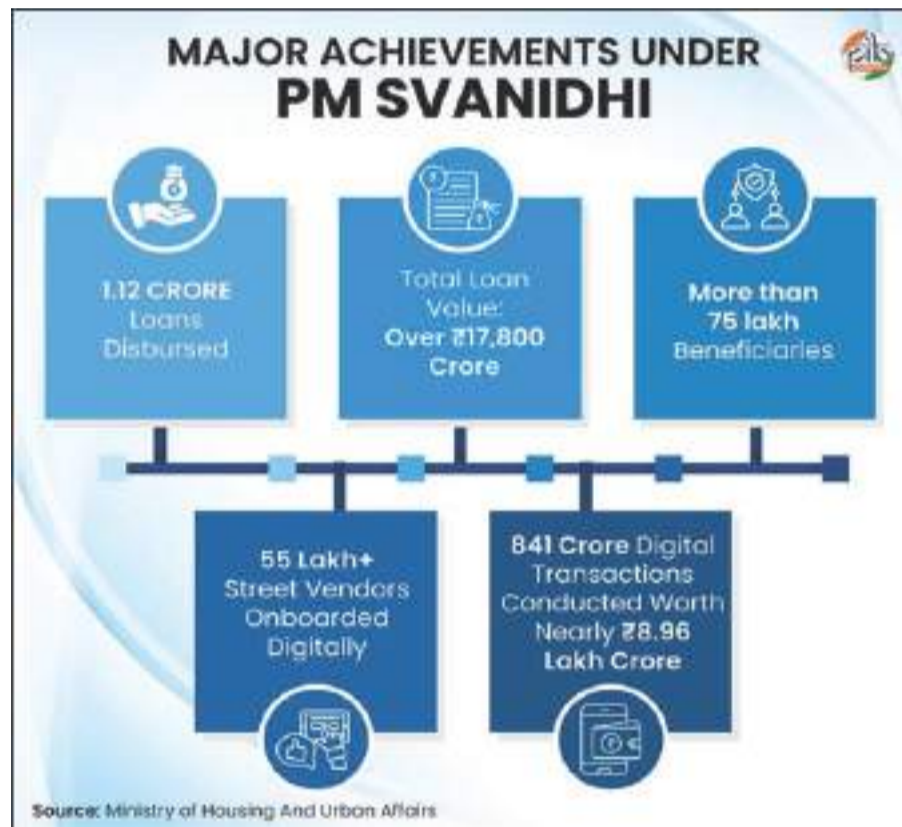 MAJOR ACHIEVEMENTS UNDER
PM SVANIDHI
1.12 CRORE
Loans
Disbursed
Total Loan
Value:
Over ₹17,800
Crore
More than
75 lakh
Beneficiaries
55 Lakh+
Street Vendors
Onboarded
Digitally
841 Crore Digital
Transactions
Conducted Worth
Nearly ₹8.96
Lakh Crore
Source: Ministry of Housing And Urban Affairs